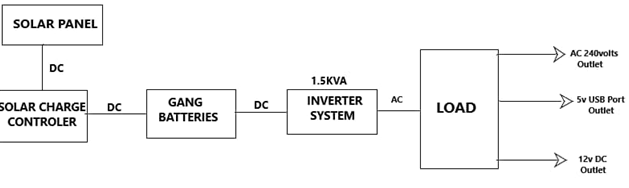 SOLAR PANEL
DC
SOLAR CHARGE
CONTROLER
DC
GANG
BATTERIES
DC
1.5KVA
INVERTER
SYSTEM
AC
LOAD
AC 240volts
Outlet
5v USB Port
Outlet
12v DC
Outlet